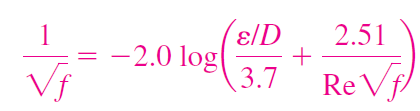 1/√f = −2.0 log(ε/D/3.7 + 2.51/Re√f)